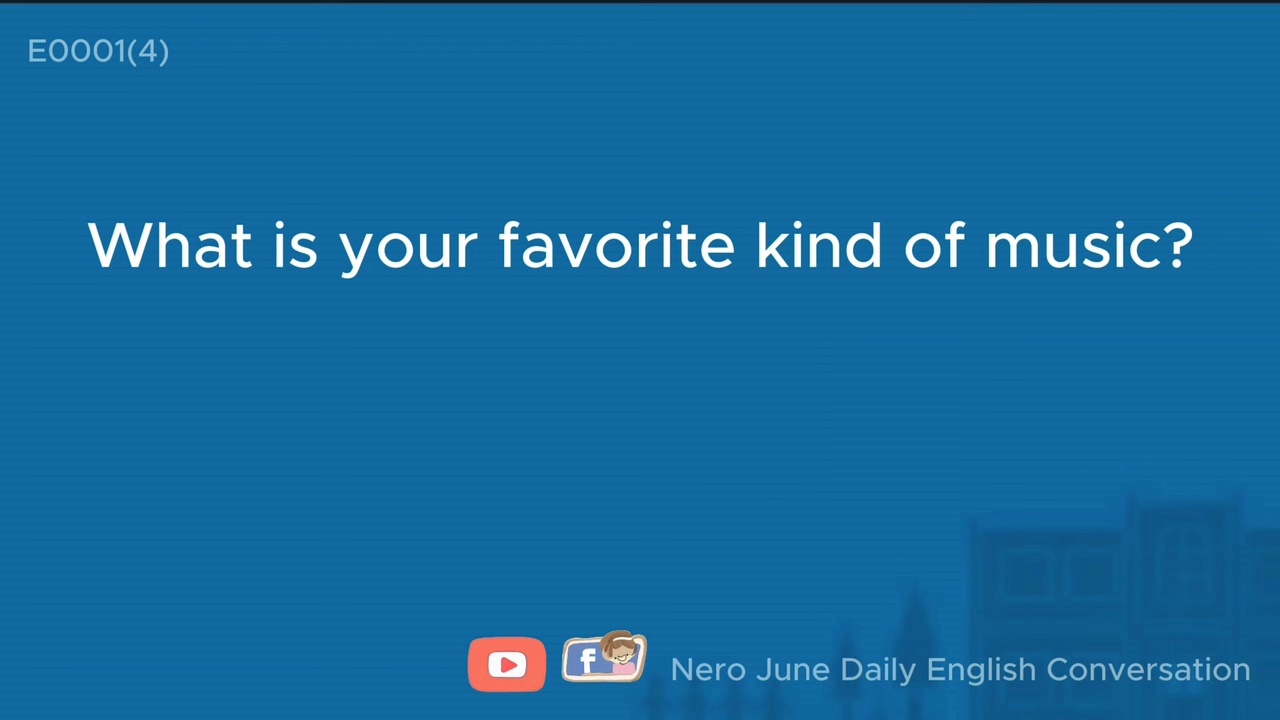 E0001(4)
What is your favorite kind of music?
f
Nero June Daily English Conversation